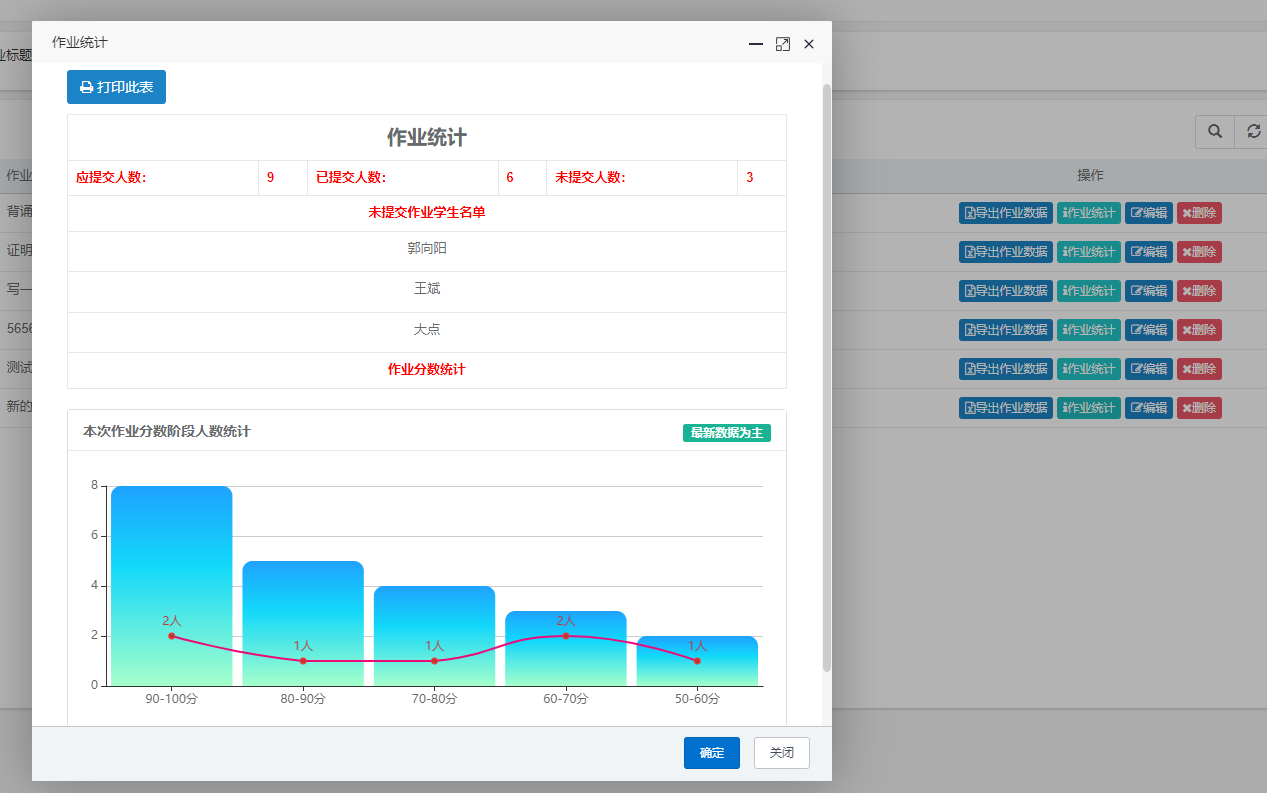 作业统计
业标题
打印此表
作业统计
应提交人数: 9 已提交人数: 6 未提交人数: 3
未提交作业学生名单
郭向阳
王斌
大点
作业分数统计
本次作业分数阶段人数统计 最新数据为主
8
6
4
2
0
2人 1人 1人 2人 1人
90-100分 80-90分 70-80分 60-70分 50-60分
确定 关闭
作业 操作
背诵 导出作业数据 作业统计 编辑 删除
证明 导出作业数据 作业统计 编辑 删除
写一 导出作业数据 作业统计 编辑 删除
5656 导出作业数据 作业统计 编辑 删除
测试 导出作业数据 作业统计 编辑 删除
新的 导出作业数据 作业统计 编辑 删除